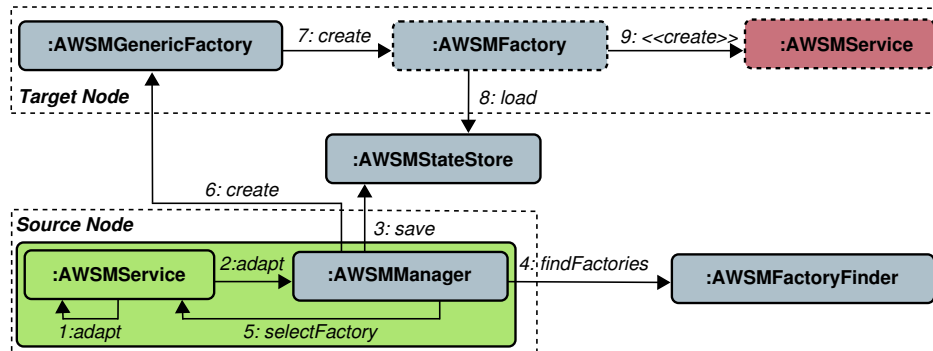 :AWSMGenericFactory
7: create
:AWSMFactory
9: <<create>>
:AWSMService
Target Node
8: load
:AWSMStateStore
6: create
3: save
Source Node
:AWSMService
2:adapt
:AWSMManager
4: findFactories
:AWSMFactoryFinder
1:adapt
5: selectFactory